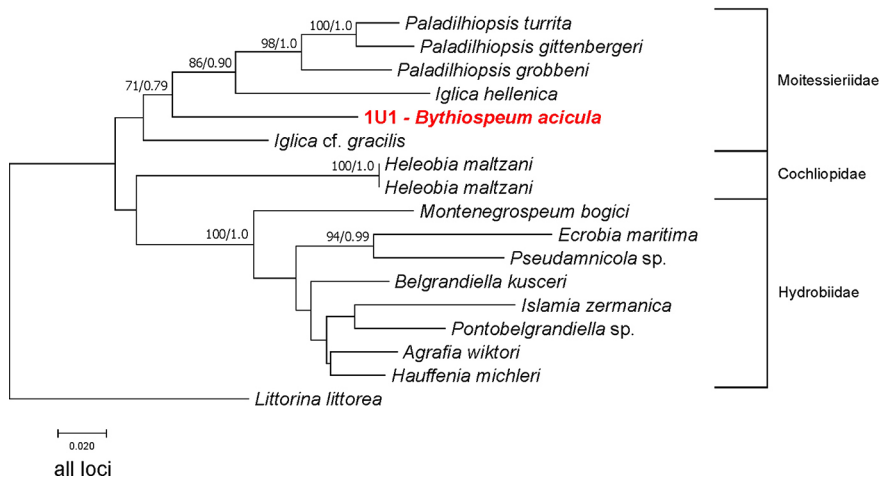 100/1.0 Paladilhiopsis turrita
98/1.0 Paladilhiopsis gittenbergeri
86/0.90 Paladilhiopsis grobbeni
Moitessieriidae
71/0.79 Iglica hellenica
1U1 - Bythiospeum acicula
Iglica cf. gracilis
100/1.0 Heleobia maltzani
Cochliopidae
Heleobia maltzani
Montenegrospeum bogici
100/1.0 94/0.99 Ecrobia maritima
Pseudamnicola sp.
Belgrandiella kusceri
Hydrobiidae
Islamia zermanica
Pontobelgrandiella sp.
Agrafia wiktori
Hauffenia michleri
Littorina littorea
0.020
all loci